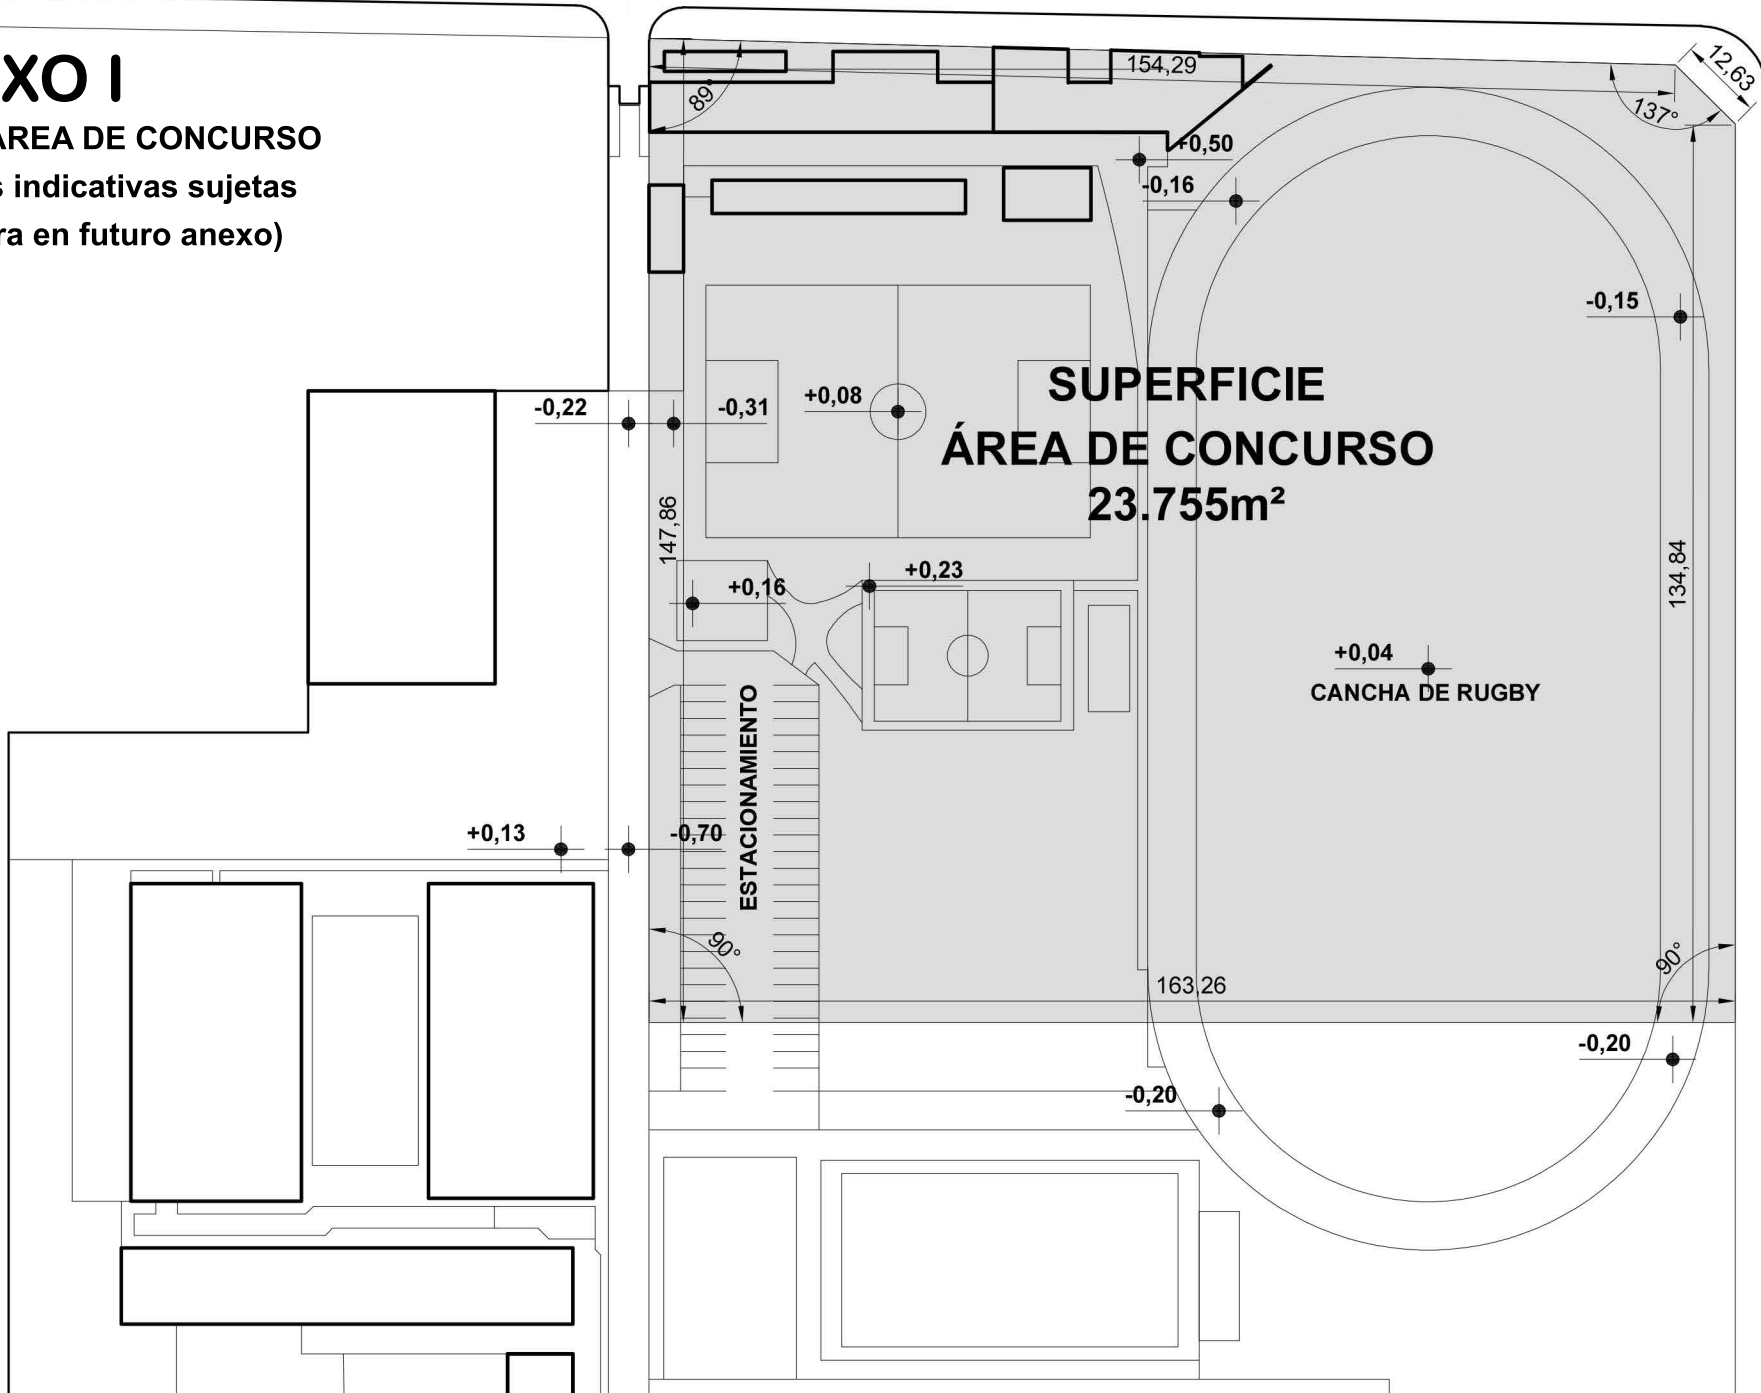 XO I
ÁREA DE CONCURSO
s indicativas sujetas
ra en futuro anexo)
154,29
12,63
89°
137°
+0,50
-0,16
-0,15
SUPERFICIE
ÁREA DE CONCURSO
23.755m²
-0,22
-0,31
+0,08
147,86
134,84
+0,16
+0,23
+0,04
CANCHA DE RUGBY
ESTACIONAMIENTO
+0,13
-0,70
90°
90°
163,26
-0,20
-0,20